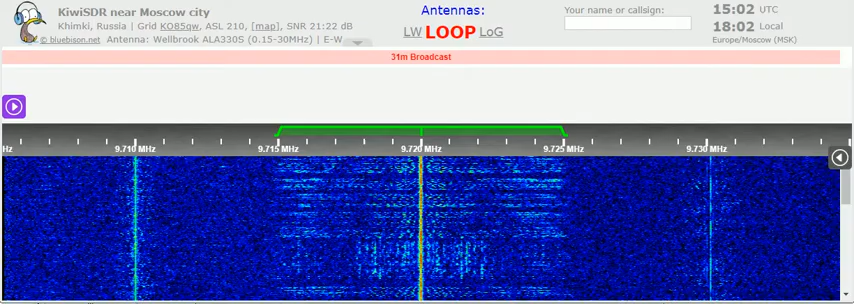 KiwiSDR near Moscow city
Khimki, Russia | Grid KO85qw, ASL 210, [map], SNR 21:22 dB
© bluebison.net Antenna: Wellbrook ALA330S (0.15-30MHz) | E-W
Antennas:
LW LOOP LoG
Your name or callsign:
15:02 UTC
18:02 Local
Europe/Moscow (MSK)
31m Broadcast
Hz 9.710 MHz 9.715 MHz 9.720 MHz 9.725 MHz 9.730 MHz